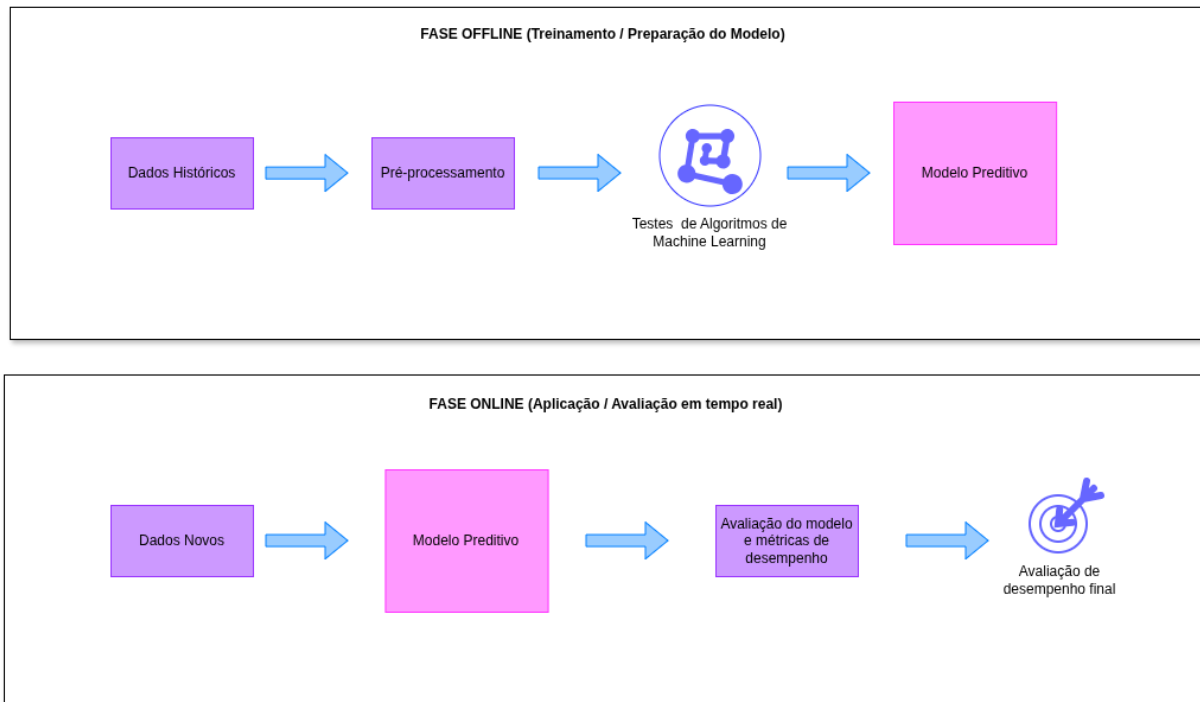 FASE OFFLINE (Treinamento / Preparação do Modelo)
Dados Históricos
Pré-processamento
Testes de Algoritmos de
Machine Learning
Modelo Preditivo
FASE ONLINE (Aplicação / Avaliação em tempo real)
Dados Novos
Modelo Preditivo
Avaliação do modelo
e métricas de
desempenho
Avaliação de
desempenho final